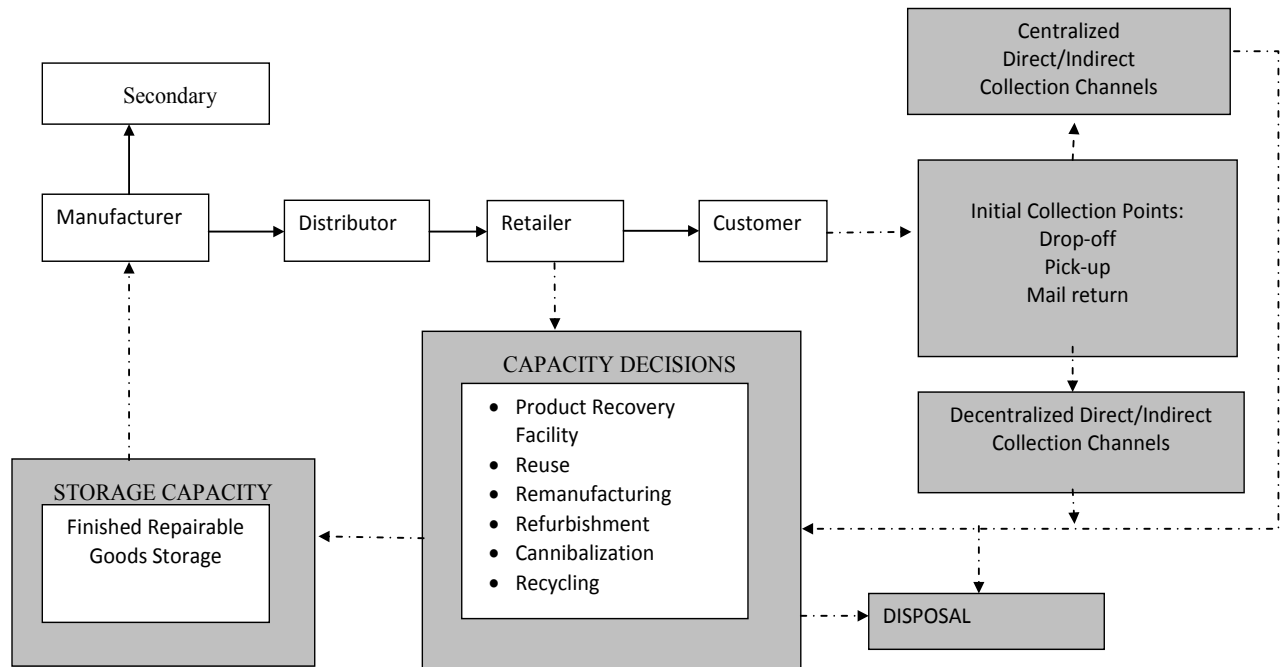 Centralized
Direct/Indirect
Collection Channels
Secondary
Manufacturer
Distributor
Retailer
Customer
Initial Collection Points:
Drop-off
Pick-up
Mail return
CAPACITY DECISIONS
• Product Recovery
Facility
• Reuse
• Remanufacturing
• Refurbishment
• Cannibalization
• Recycling
Decentralized Direct/Indirect
Collection Channels
STORAGE CAPACITY
Finished Repairable
Goods Storage
DISPOSAL